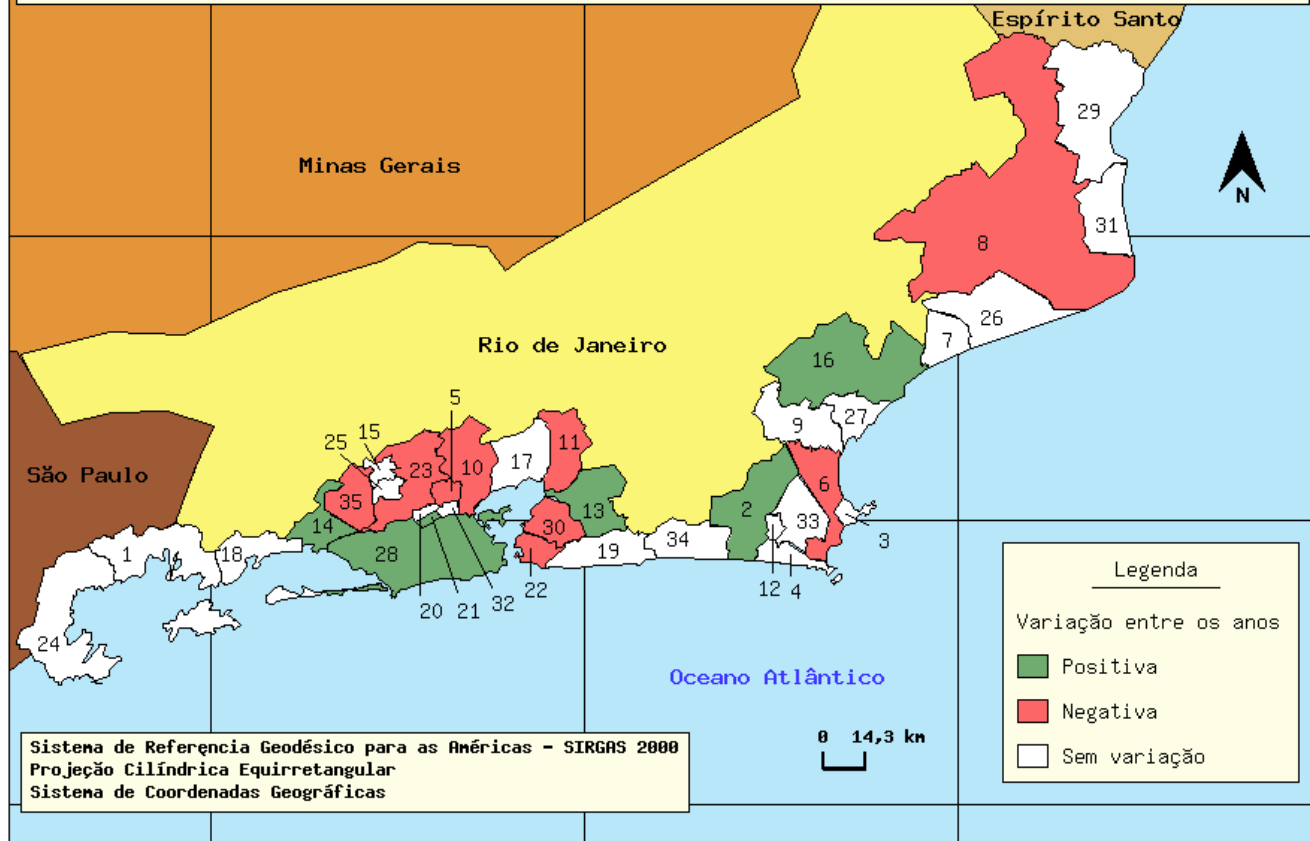 Espírito Santo
Minas Gerais
29
N
31
8
26
7
Rio de Janeiro
16
5
15
25
9
27
São Paulo
23
10
17
11
35
6
14
13
2
33
30
3
28
1
18
19
34
12
4
20
21
32
22
24
Oceano Atlântico
Legenda
Variação entre os anos
Positiva
Negativa
Sem variação
0 14,3 km
Sistema de Referęncia Geodésico para as Américas - SIRGAS 2000
Projeção Cilíndrica Equirretangular
Sistema de Coordenadas Geográficas